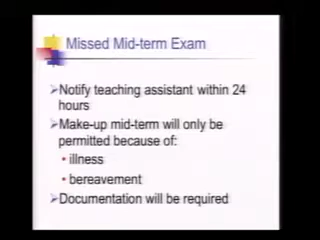 Missed Mid-term Exam
➢Notify teaching assistant within 24
hours
➢Make-up mid-term will only be
permitted because of:
• illness
• bereavement
➢Documentation will be required